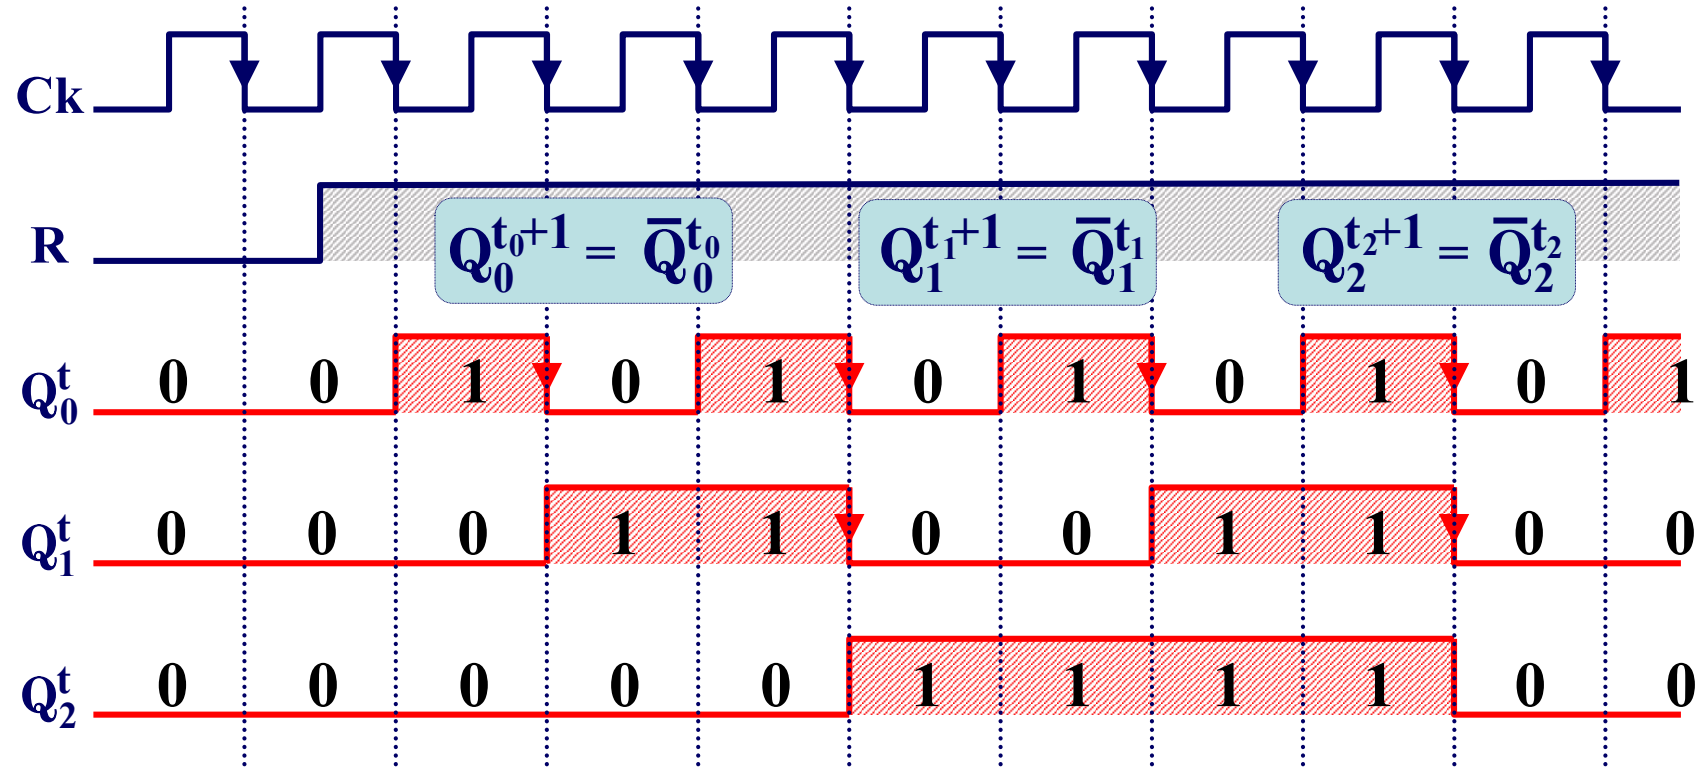 Ck
R
Q₀^(t₀+1) = Q̅₀^(t₀)
Q₁^(t₁+1) = Q̅₁^(t₁)
Q₂^(t₂+1) = Q̅₂^(t₂)
Q₀^t 0 0 1 0 1 0 1 0 1 0 1
Q₁^t 0 0 0 1 1 0 0 1 1 0 0
Q₂^t 0 0 0 0 0 1 1 1 1 0 0